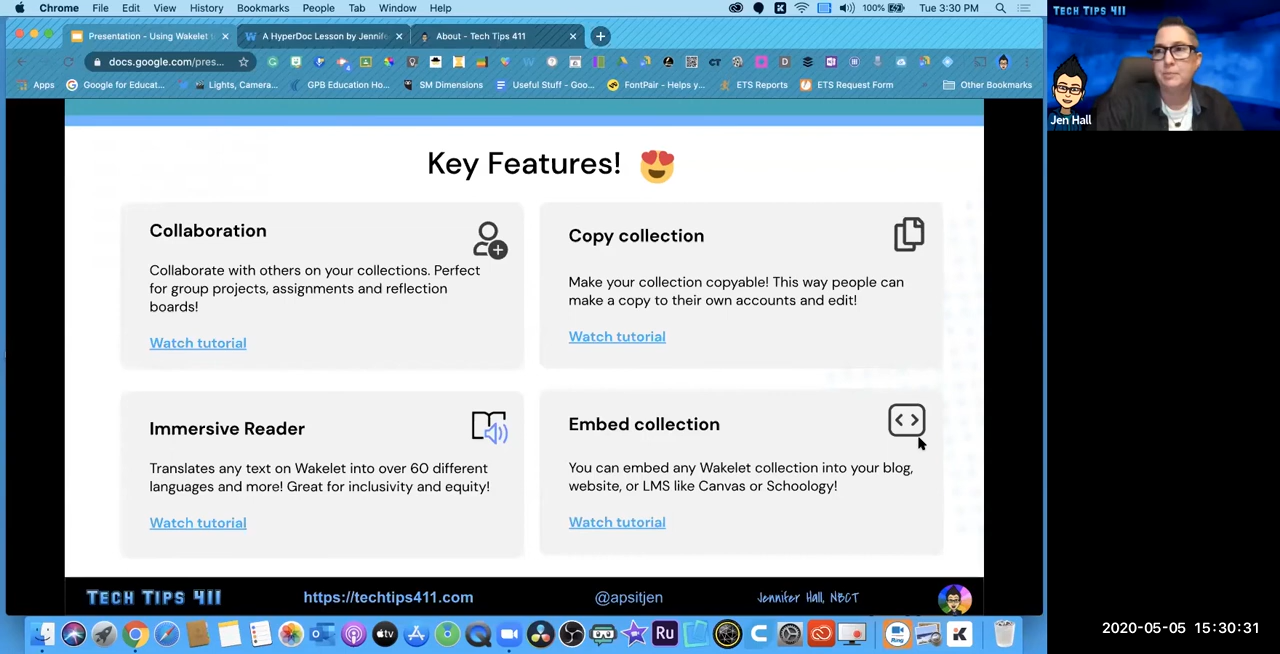 Chrome File Edit View History Bookmarks People Tab Window Help 100% Tue 3:30 PM
TECH TIPS 411
Presentation - Using Wakelet
A HyperDoc Lesson by Jennife
About - Tech Tips 411
docs.google.com/pres...
Apps
Google for Educat...
Lights, Camera...
GPB Education Ho...
SM Dimensions
Useful Stuff - Goo...
FontPair - Helps y...
ETS Reports
ETS Request Form
Other Bookmarks
Jen Hall
Key Features!
Collaboration
Collaborate with others on your collections. Perfect
for group projects, assignments and reflection
boards!
Watch tutorial
Copy collection
Make your collection copyable! This way people can
make a copy to their own accounts and edit!
Watch tutorial
Immersive Reader
Translates any text on Wakelet into over 60 different
languages and more! Great for inclusivity and equity!
Watch tutorial
Embed collection
You can embed any Wakelet collection into your blog,
website, or LMS like Canvas or Schoology!
Watch tutorial
TECH TIPS 411
https://techtips411.com
@apsitjen
Jennifer Hall, NBCT
tv
Ru
Ring
K
2020-05-05 15:30:31